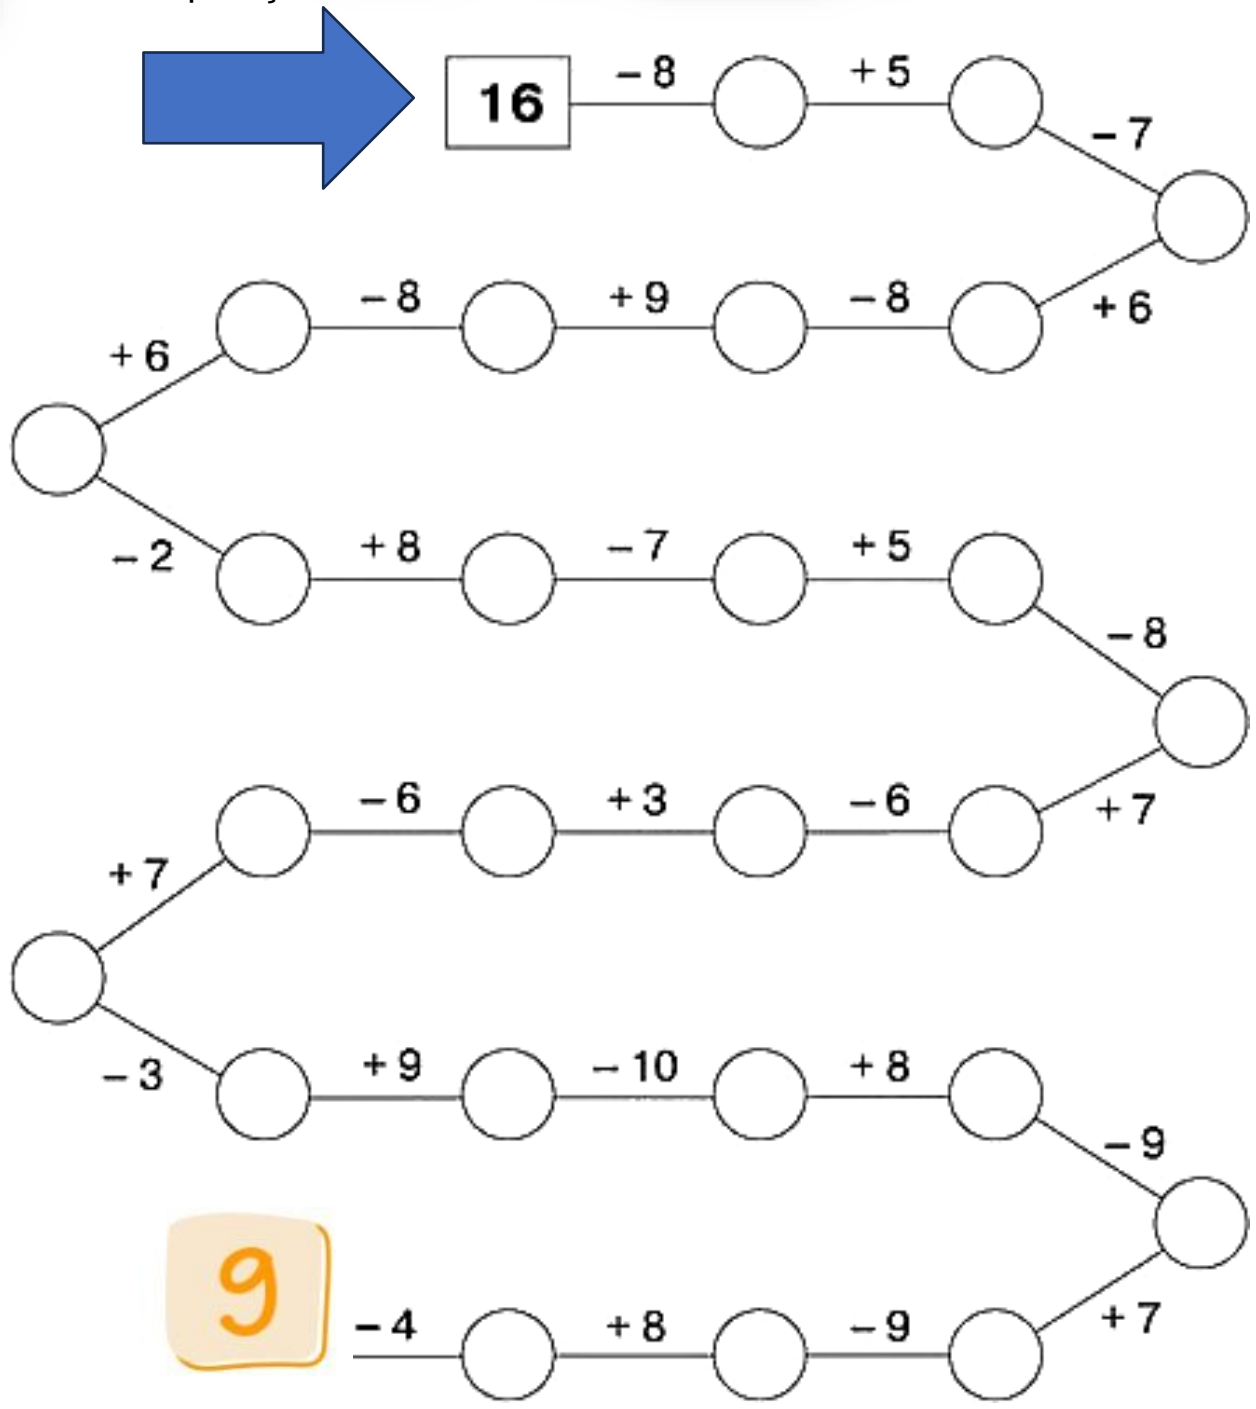 16 – 8 + 5
– 7
– 8 + 9 – 8
+ 6
+ 6
– 2
+ 8 – 7 + 5
– 8
– 6 + 3 – 6
+ 7
+ 7
– 3
+ 9 – 10 + 8
– 9
9
– 4 + 8 – 9
+ 7